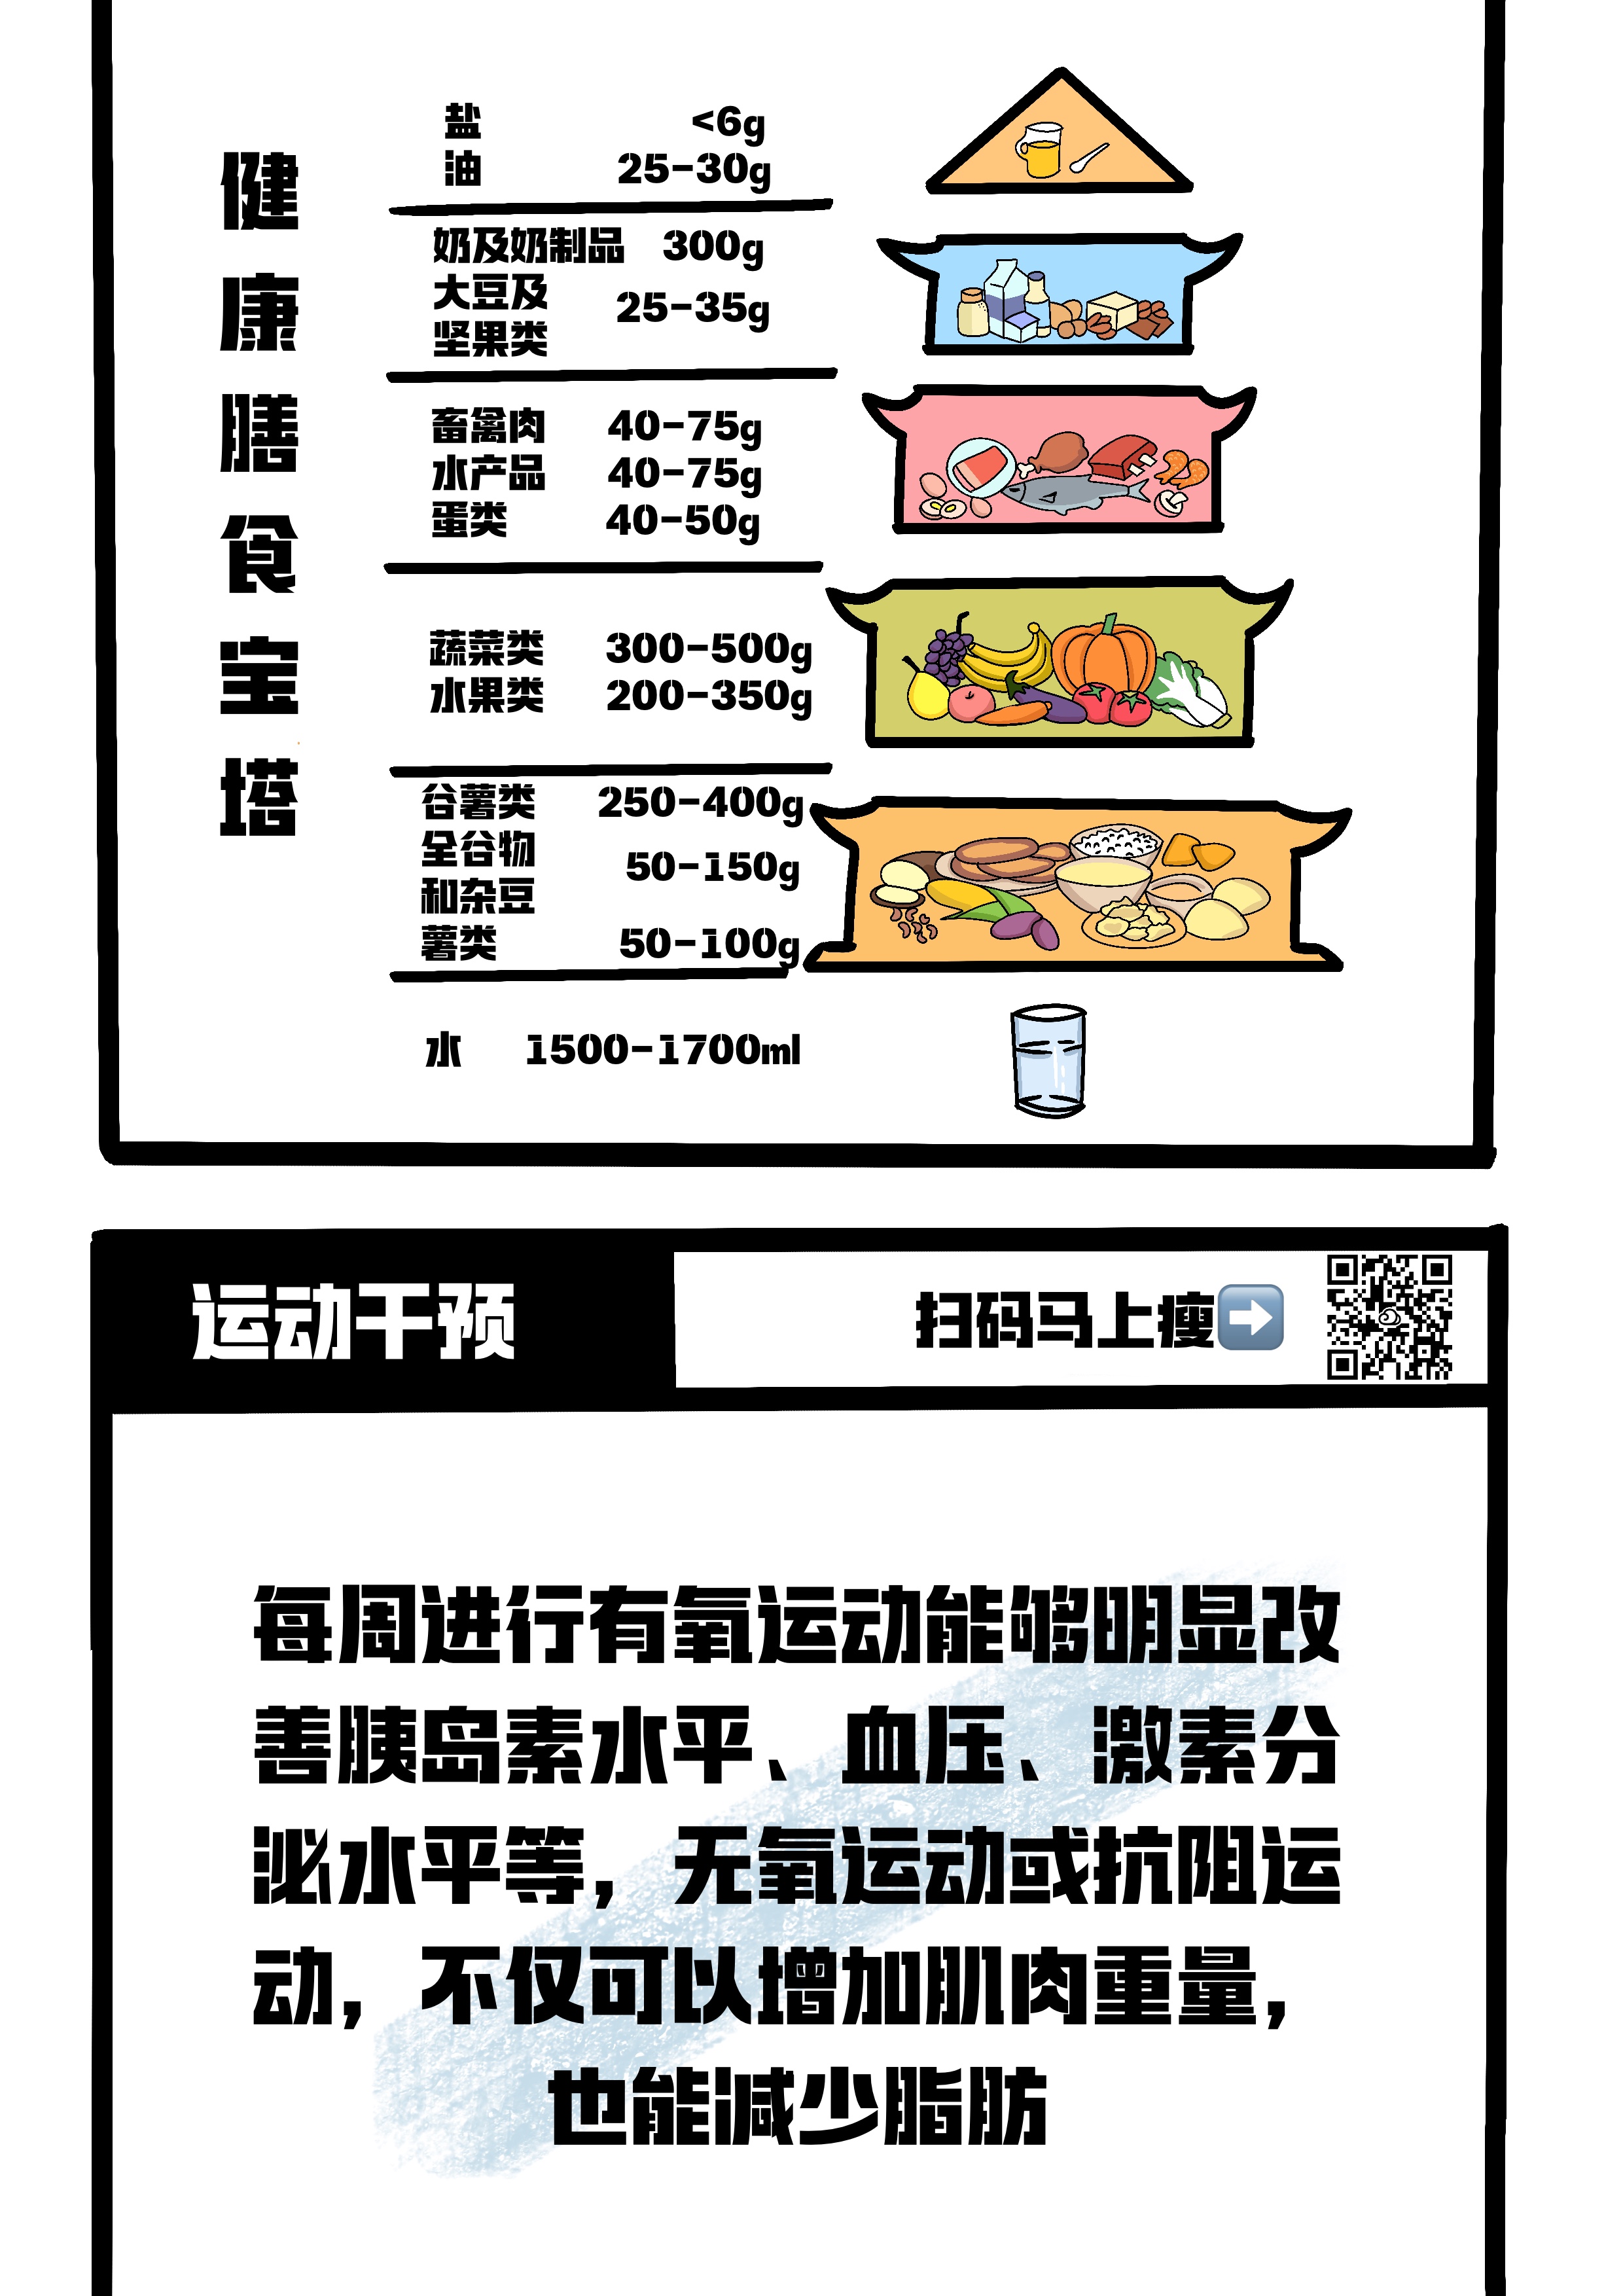 健康膳食宝塔
盐 <6g
油 25-30g
奶及奶制品 300g
大豆及
坚果类 25-35g
畜禽肉 40-75g
水产品 40-75g
蛋类 40-50g
蔬菜类 300-500g
水果类 200-350g
谷薯类 250-400g
全谷物
和杂豆 50-150g
薯类 50-100g
水 1500-1700ml
运动干预
扫码马上瘦➡️
每周进行有氧运动能够明显改
善胰岛素水平、血压、激素分
泌水平等，无氧运动或抗阻运
动，不仅可以增加肌肉重量，
也能减少脂肪